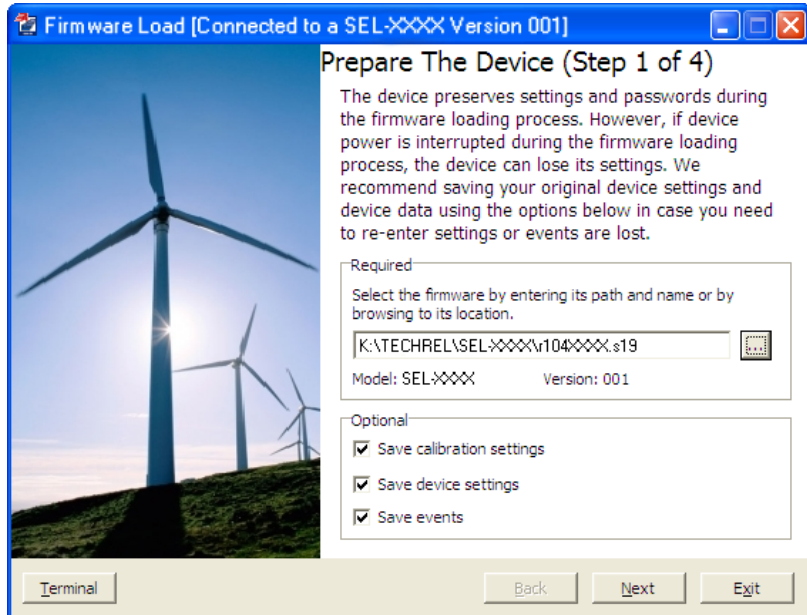 Firmware Load [Connected to a SEL-XXXX Version 001]
Prepare The Device (Step 1 of 4)
The device preserves settings and passwords during
the firmware loading process. However, if device
power is interrupted during the firmware loading
process, the device can lose its settings. We
recommend saving your original device settings and
device data using the options below in case you need
to re-enter settings or events are lost.
Required
Select the firmware by entering its path and name or by
browsing to its location.
K:\TECHREL\SEL-XXXX\r104XXXX.s19 ...
Model: SEL-XXXX Version: 001
Optional
Save calibration settings
Save device settings
Save events
Terminal Back Next Exit